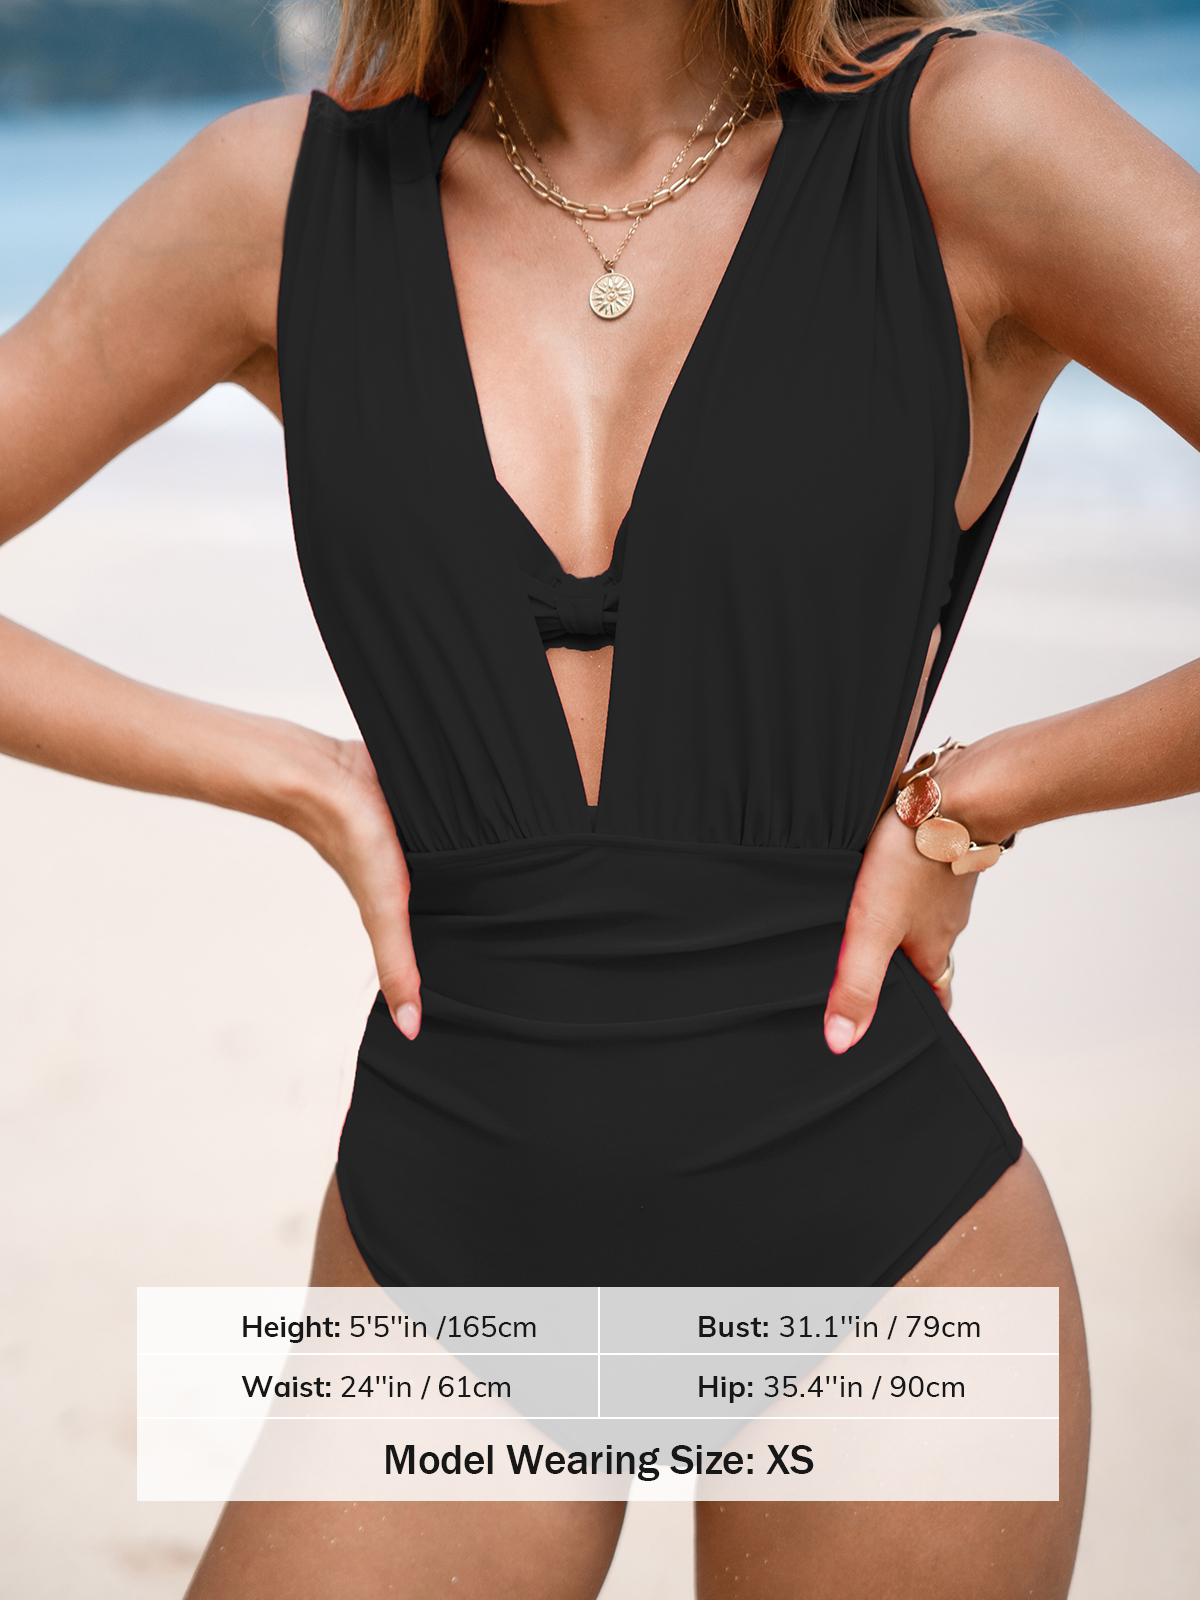 Height: 5'5"in /165cm
Bust: 31.1"in / 79cm
Waist: 24"in / 61cm
Hip: 35.4"in / 90cm
Model Wearing Size: XS